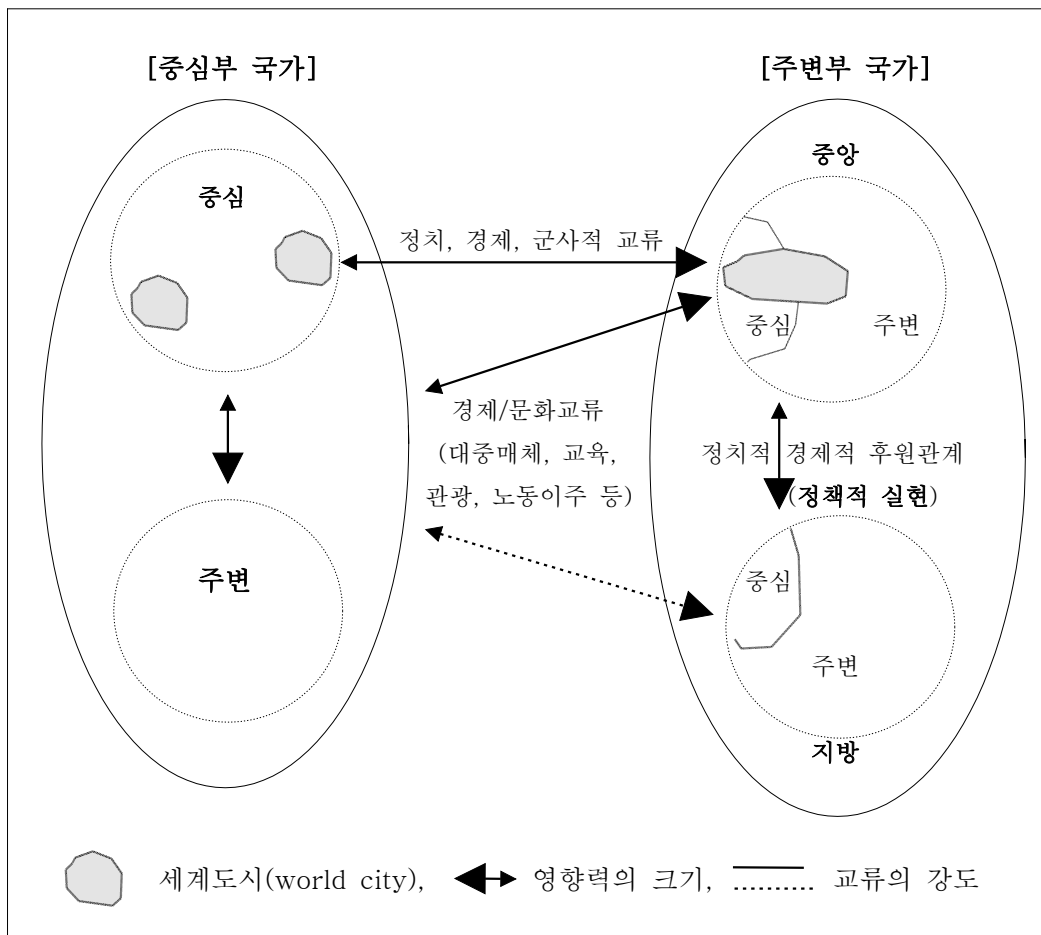 [중심부 국가]
[주변부 국가]
중심
중앙
정치, 경제, 군사적 교류
중심
주변
경제/문화교류
(대중매체, 교육,
관광, 노동이주 등)
정치적 경제적 후원관계
(정책적 실현)
주변
중심
주변
지방
세계도시(world city), 영향력의 크기, 교류의 강도